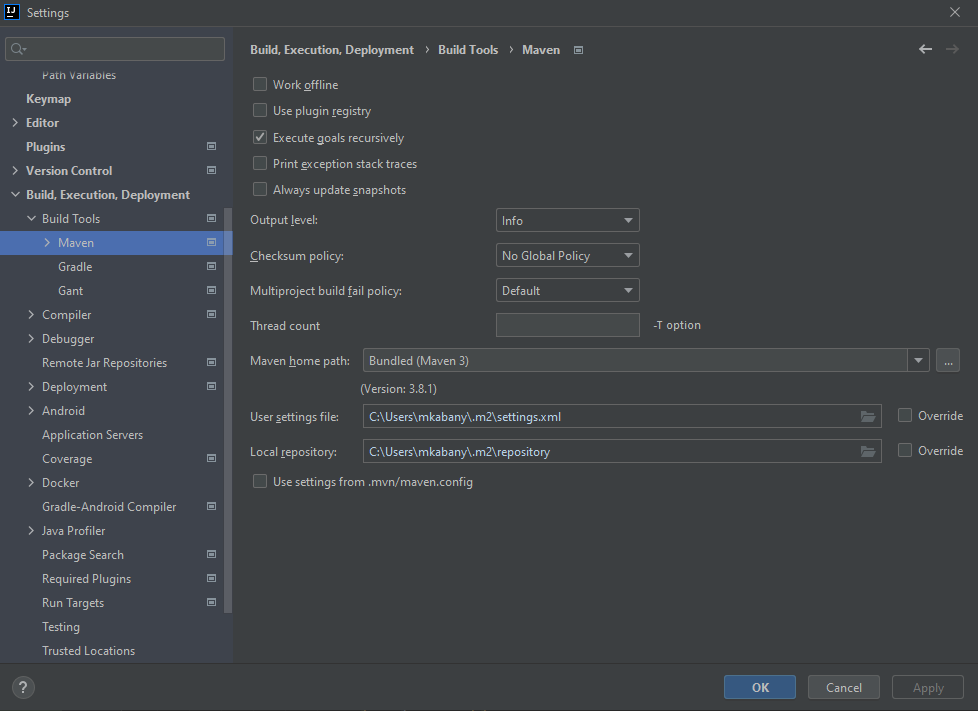 IJ Settings
Path Variables
Keymap
Editor
Plugins
Version Control
Build, Execution, Deployment
Build Tools
Maven
Gradle
Gant
Compiler
Debugger
Remote Jar Repositories
Deployment
Android
Application Servers
Coverage
Docker
Gradle-Android Compiler
Java Profiler
Package Search
Required Plugins
Run Targets
Testing
Trusted Locations
Build, Execution, Deployment › Build Tools › Maven
Work offline
Use plugin registry
Execute goals recursively
Print exception stack traces
Always update snapshots
Output level: Info
Checksum policy: No Global Policy
Multiproject build fail policy: Default
Thread count -T option
Maven home path: Bundled (Maven 3) ...
(Version: 3.8.1)
User settings file: C:\Users\mkabany\.m2\settings.xml Override
Local repository: C:\Users\mkabany\.m2\repository Override
Use settings from .mvn/maven.config
? OK Cancel Apply